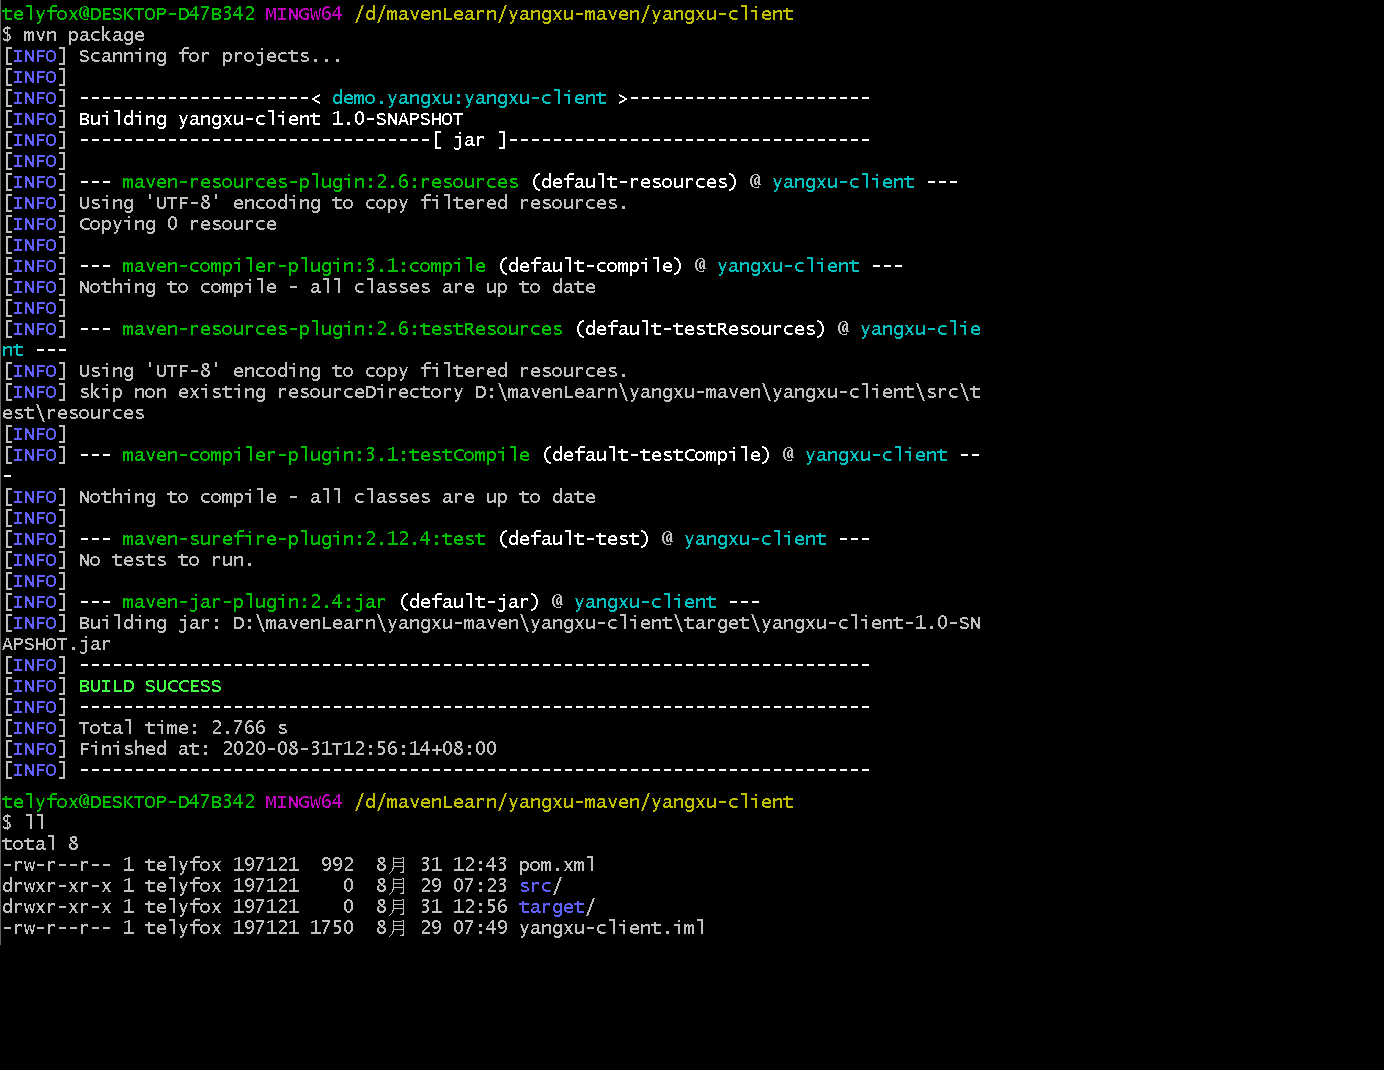 telyfox@DESKTOP-D47B342 MINGW64 /d/mavenLearn/yangxu-maven/yangxu-client
$ mvn package
[INFO] Scanning for projects...
[INFO]
[INFO] ---------------------< demo.yangxu:yangxu-client >----------------------
[INFO] Building yangxu-client 1.0-SNAPSHOT
[INFO] --------------------------------[ jar ]---------------------------------
[INFO]
[INFO] --- maven-resources-plugin:2.6:resources (default-resources) @ yangxu-client ---
[INFO] Using 'UTF-8' encoding to copy filtered resources.
[INFO] Copying 0 resource
[INFO]
[INFO] --- maven-compiler-plugin:3.1:compile (default-compile) @ yangxu-client ---
[INFO] Nothing to compile - all classes are up to date
[INFO]
[INFO] --- maven-resources-plugin:2.6:testResources (default-testResources) @ yangxu-clie
nt ---
[INFO] Using 'UTF-8' encoding to copy filtered resources.
[INFO] skip non existing resourceDirectory D:\mavenLearn\yangxu-maven\yangxu-client\src\t
est\resources
[INFO]
[INFO] --- maven-compiler-plugin:3.1:testCompile (default-testCompile) @ yangxu-client --
-
[INFO] Nothing to compile - all classes are up to date
[INFO]
[INFO] --- maven-surefire-plugin:2.12.4:test (default-test) @ yangxu-client ---
[INFO] No tests to run.
[INFO]
[INFO] --- maven-jar-plugin:2.4:jar (default-jar) @ yangxu-client ---
[INFO] Building jar: D:\mavenLearn\yangxu-maven\yangxu-client\target\yangxu-client-1.0-SN
APSHOT.jar
[INFO] ------------------------------------------------------------------------
[INFO] BUILD SUCCESS
[INFO] ------------------------------------------------------------------------
[INFO] Total time: 2.766 s
[INFO] Finished at: 2020-08-31T12:56:14+08:00
[INFO] ------------------------------------------------------------------------
telyfox@DESKTOP-D47B342 MINGW64 /d/mavenLearn/yangxu-maven/yangxu-client
$ ll
total 8
-rw-r--r-- 1 telyfox 197121  992  8月 31 12:43 pom.xml
drwxr-xr-x 1 telyfox 197121    0  8月 29 07:23 src/
drwxr-xr-x 1 telyfox 197121    0  8月 31 12:56 target/
-rw-r--r-- 1 telyfox 197121 1750  8月 29 07:49 yangxu-client.iml